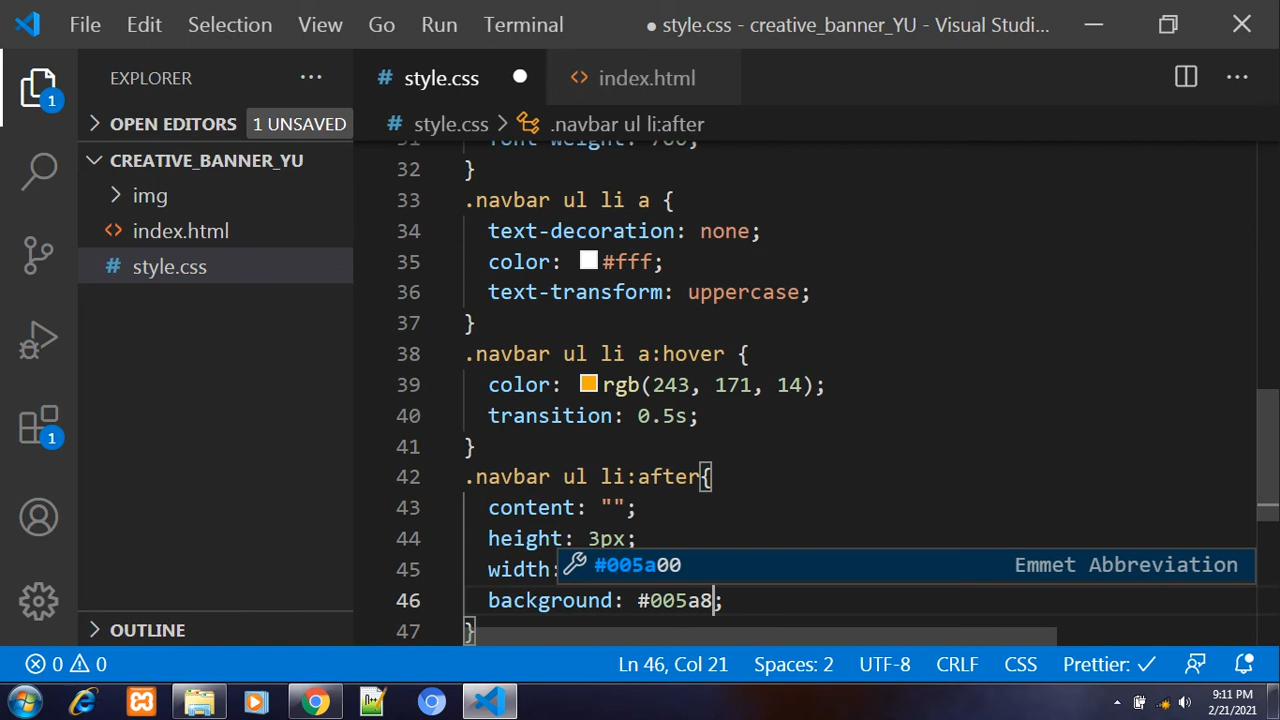 File Edit Selection View Go Run Terminal ● style.css - creative_banner_YU - Visual Studi...
EXPLORER ...
style.css
index.html
OPEN EDITORS 1 UNSAVED
style.css > .navbar ul li:after
CREATIVE_BANNER_YU
img
index.html
style.css
1
1
OUTLINE
32 }
33 .navbar ul li a {
34 text-decoration: none;
35 color: #fff;
36 text-transform: uppercase;
37 }
38 .navbar ul li a:hover {
39 color: rgb(243, 171, 14);
40 transition: 0.5s;
41 }
42 .navbar ul li:after{
43 content: "";
44 height: 3px;
45 width:
#005a00 Emmet Abbreviation
46 background: #005a8;
47 }
0 0 Ln 46, Col 21 Spaces: 2 UTF-8 CRLF CSS Prettier: ✓
9:11 PM
2/21/2021